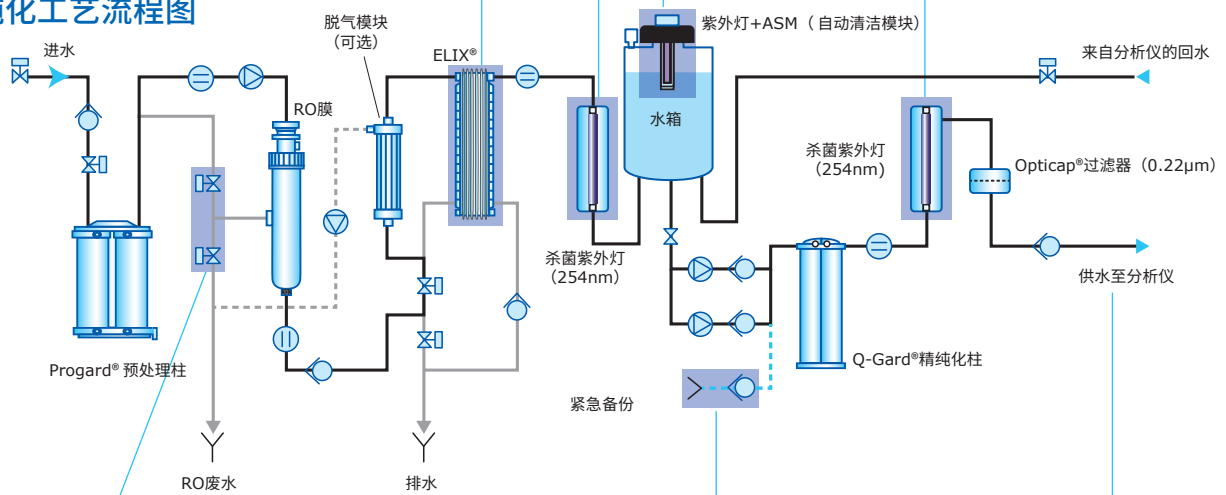 化工艺流程图
进水
脱气模块
（可选）
ELIX®
紫外灯+ASM（ 自动清洁模块）
来自分析仪的回水
RO膜
水箱
杀菌紫外灯
（254nm）
Opticap®过滤器（0.22μm）
杀菌紫外灯
（254nm）
供水至分析仪
Progard® 预处理柱
Q-Gard®精纯化柱
紧急备份
RO废水
排水